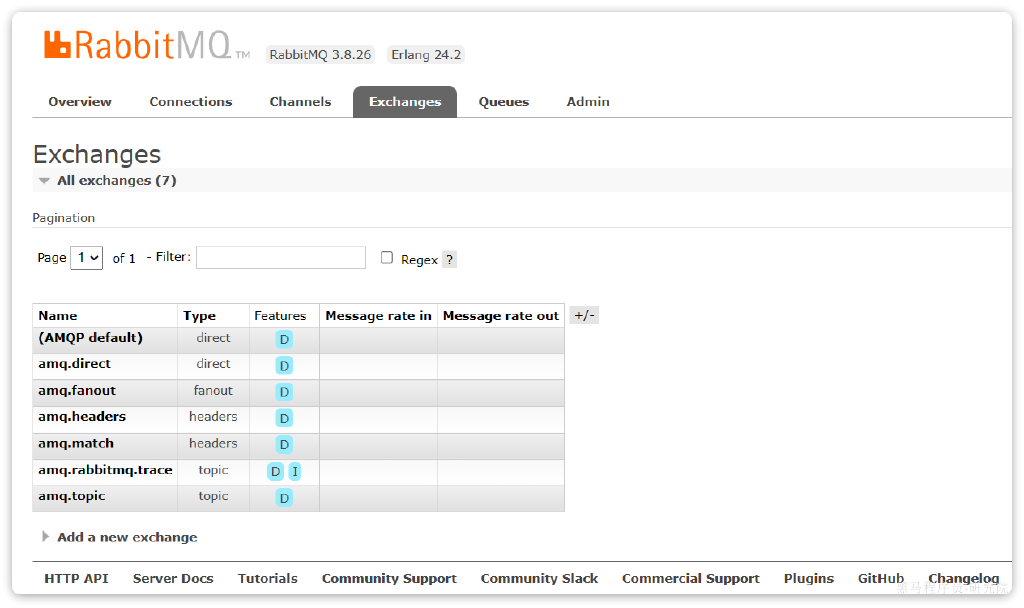 RabbitMQ TM RabbitMQ 3.8.26 Erlang 24.2
Overview Connections Channels Exchanges Queues Admin
Exchanges
All exchanges (7)
Pagination
Page 1 of 1 - Filter: Regex ?
Name Type Features Message rate in Message rate out +/-
(AMQP default) direct D
amq.direct direct D
amq.fanout fanout D
amq.headers headers D
amq.match headers D
amq.rabbitmq.trace topic D I
amq.topic topic D
Add a new exchange
HTTP API Server Docs Tutorials Community Support Community Slack Commercial Support Plugins GitHub Changelog